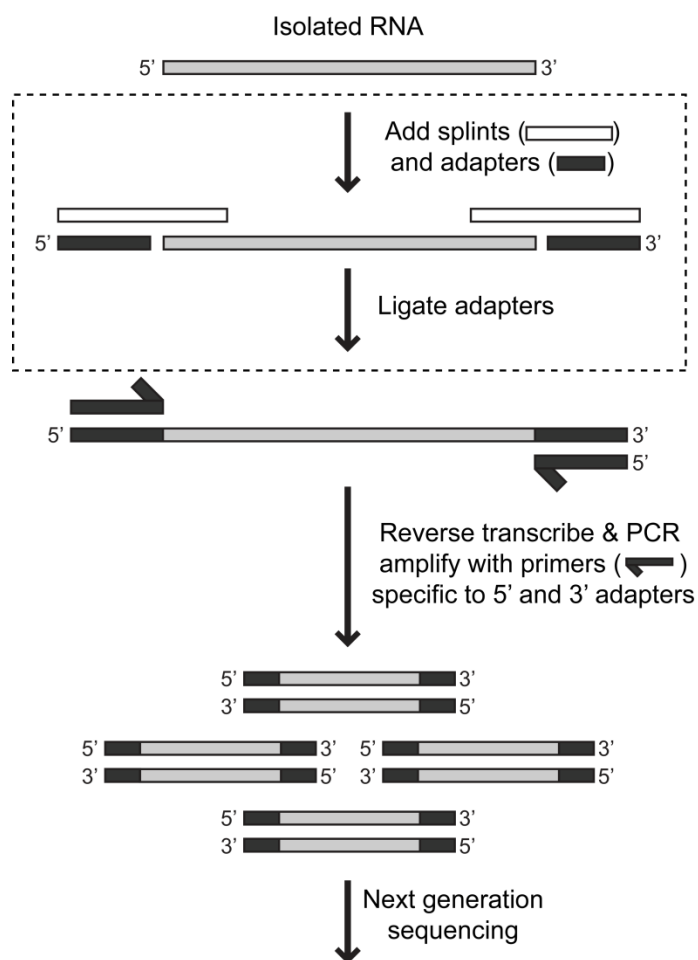 Isolated RNA
5’ 3’
Add splints ( )
and adapters ( )
5’ 3’
Ligate adapters
5’ 3’
5’
Reverse transcribe & PCR
amplify with primers ( )
specific to 5’ and 3’ adapters
5’ 3’
3’ 5’
5’ 3’ 5’ 3’
3’ 5’ 3’ 5’
5’ 3’
3’ 5’
Next generation
sequencing